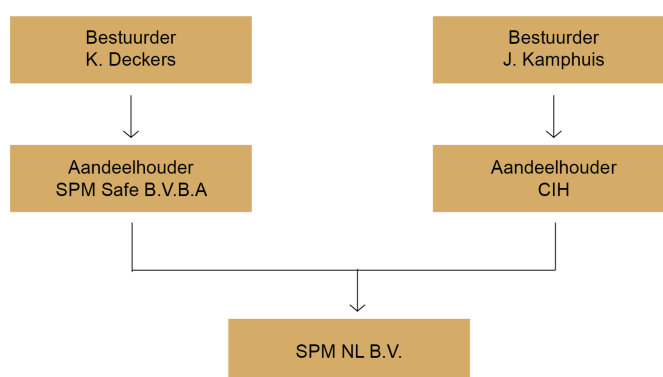 Bestuurder
K. Deckers
Bestuurder
J. Kamphuis
Aandeelhouder
SPM Safe B.V.B.A
Aandeelhouder
CIH
SPM NL B.V.